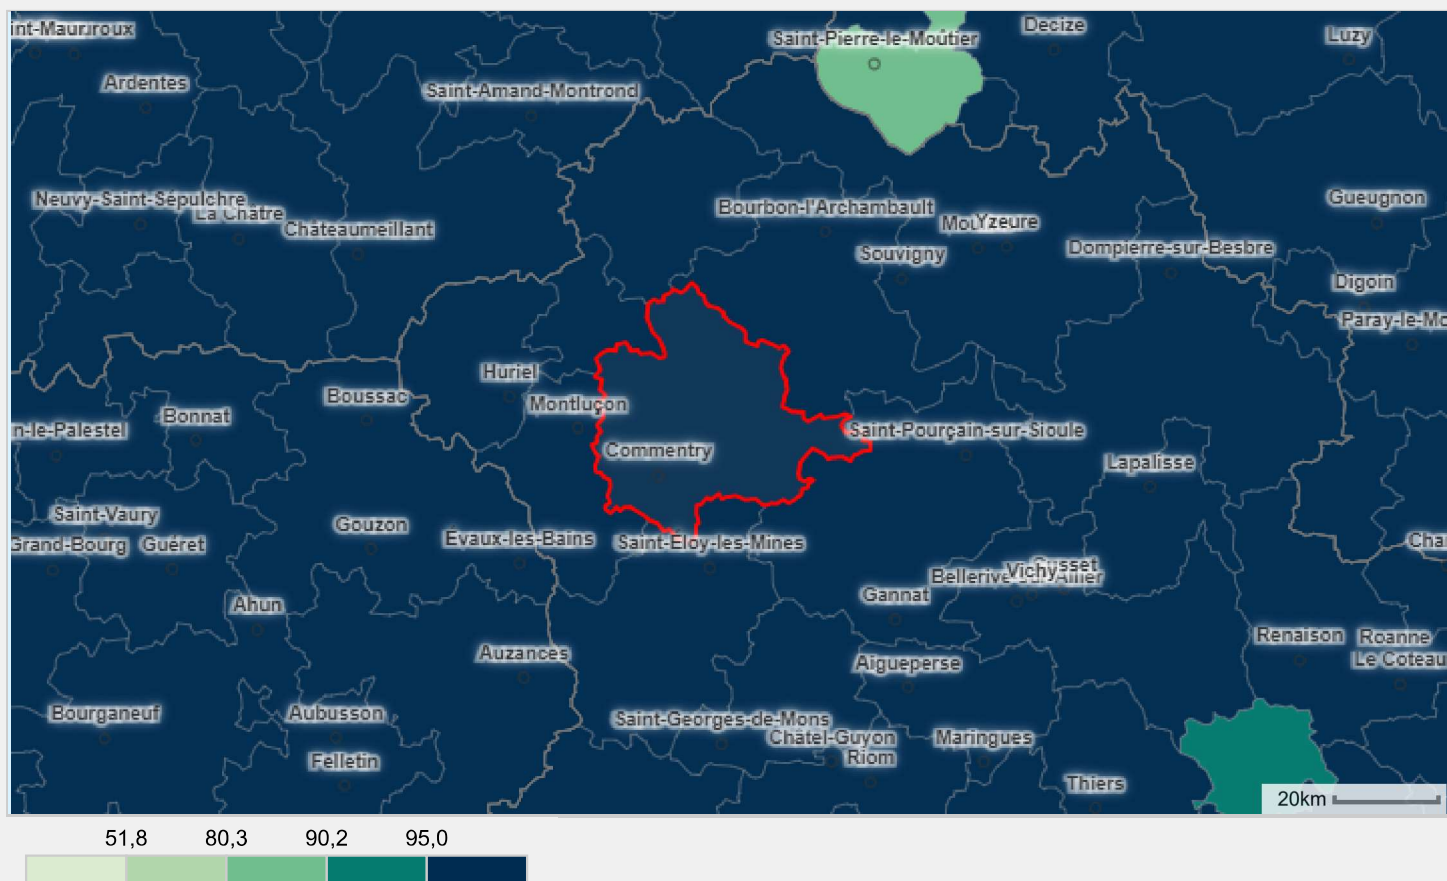 Decize
Luzy
Saint-Pierre-le-Moûtier
Ardentes
Saint-Amand-Montrond
Neuvy-Saint-Sépulchre
La Châtre
Châteaumeillant
Bourbon-l'Archambault
Yzeure
Gueugnon
Souvigny
Dompierre-sur-Besbre
Digoin
Paray-le-Mo
Huriel
Boussac
Montluçon
Bonnat
n-le-Palestel
Saint-Pourçain-sur-Sioule
Commentry
Lapalisse
Saint-Vaury
Gouzon
Evaux-les-Bains
Saint-Eloy-les-Mines
Grand-Bourg
Guéret
Vichy
Gannat
Ahun
Renaison
Roanne
Auzances
Aigueperse
Le Coteau
Bourganeuf
Aubusson
Saint-Georges-de-Mons
Châtel-Guyon
Maringues
Felletin
Riom
Thiers
20km
51,8 80,3 90,2 95,0